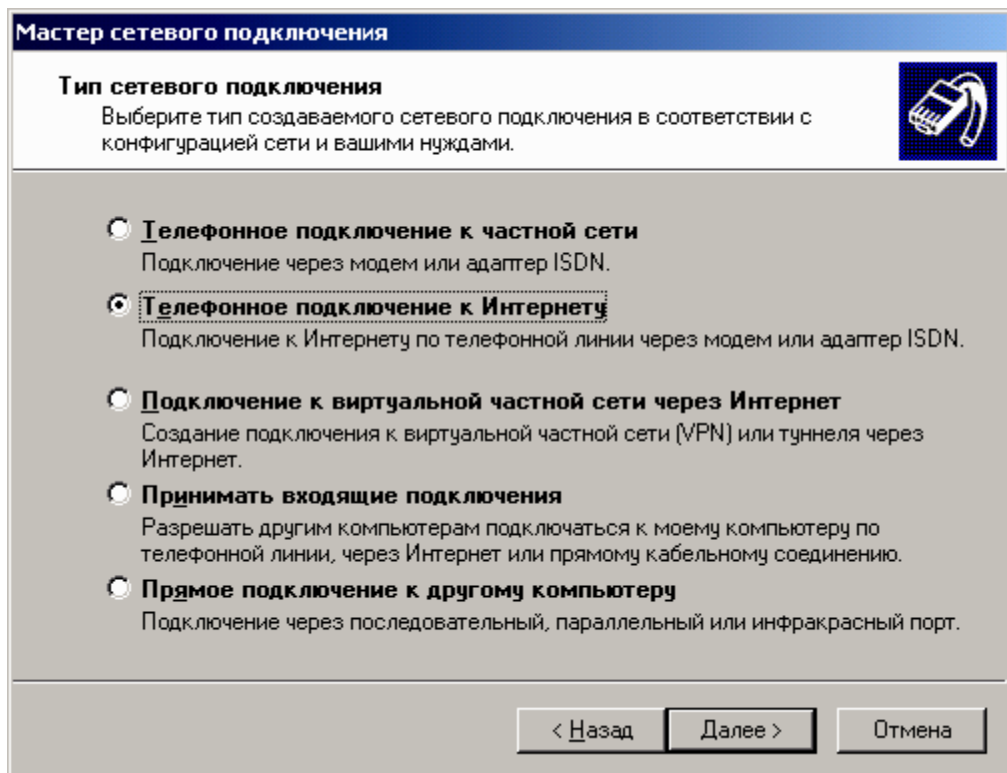 Мастер сетевого подключения
Тип сетевого подключения
Выберите тип создаваемого сетевого подключения в соответствии с
конфигурацией сети и вашими нуждами.
Телефонное подключение к частной сети
Подключение через модем или адаптер ISDN.
Телефонное подключение к Интернету
Подключение к Интернету по телефонной линии через модем или адаптер ISDN.
Подключение к виртуальной частной сети через Интернет
Создание подключения к виртуальной частной сети (VPN) или туннеля через
Интернет.
Принимать входящие подключения
Разрешать другим компьютерам подключаться к моему компьютеру по
телефонной линии, через Интернет или прямому кабельному соединению.
Прямое подключение к другому компьютеру
Подключение через последовательный, параллельный или инфракрасный порт.
< Назад Далее > Отмена